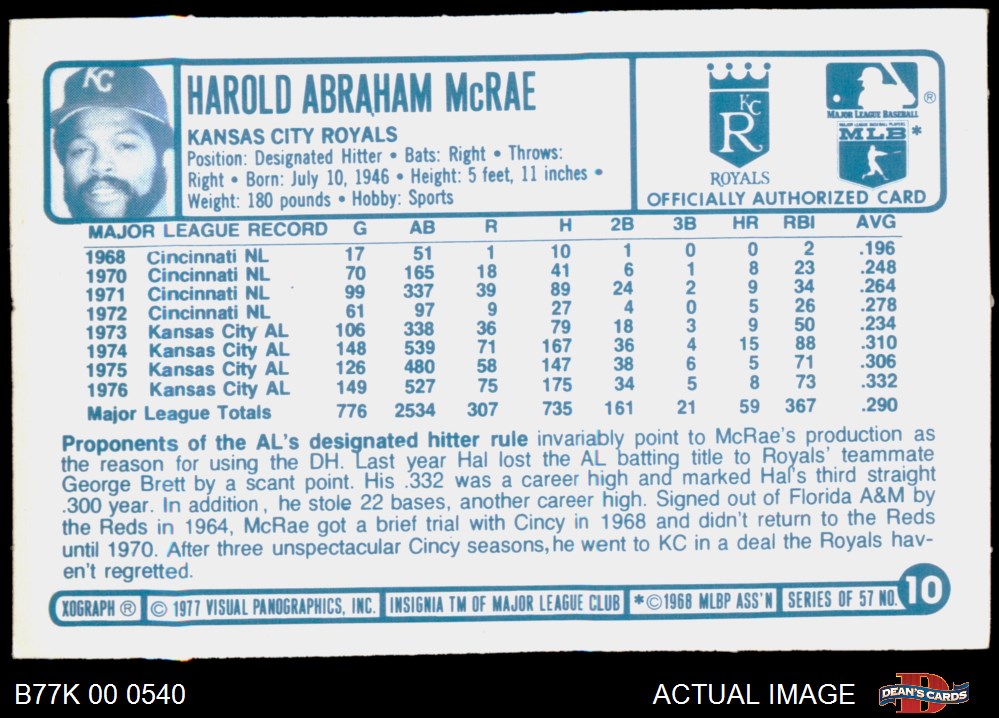 KC
HAROLD ABRAHAM McRAE
KANSAS CITY ROYALS
Position: Designated Hitter • Bats: Right • Throws:
Right • Born: July 10, 1946 • Height: 5 feet, 11 inches •
Weight: 180 pounds • Hobby: Sports
KC
R
ROYALS
®
MAJOR LEAGUE BASEBALL
MAJOR LEAGUE BASEBALL PLAYERS
MLB*
OFFICIALLY AUTHORIZED CARD
MAJOR LEAGUE RECORD G AB R H 2B 3B HR RBI AVG
1968 Cincinnati NL 17 51 1 10 1 0 0 2 .196
1970 Cincinnati NL 70 165 18 41 6 1 8 23 .248
1971 Cincinnati NL 99 337 39 89 24 2 9 34 .264
1972 Cincinnati NL 61 97 9 27 4 0 5 26 .278
1973 Kansas City AL 106 338 36 79 18 3 9 50 .234
1974 Kansas City AL 148 539 71 167 36 4 15 88 .310
1975 Kansas City AL 126 480 58 147 38 6 5 71 .306
1976 Kansas City AL 149 527 75 175 34 5 8 73 .332
Major League Totals 776 2534 307 735 161 21 59 367 .290
Proponents of the AL's designated hitter rule invariably point to McRae's production as
the reason for using the DH. Last year Hal lost the AL batting title to Royals' teammate
George Brett by a scant point. His .332 was a career high and marked Hal's third straight
.300 year. In addition, he stole 22 bases, another career high. Signed out of Florida A&M by
the Reds in 1964, McRae got a brief trial with Cincy in 1968 and didn't return to the Reds
until 1970. After three unspectacular Cincy seasons, he went to KC in a deal the Royals hav-
en't regretted.
XOGRAPH ® © 1977 VISUAL PANOGRAPHICS, INC. INSIGNIA TM OF MAJOR LEAGUE CLUB *©1968 MLBP ASS'N SERIES OF 57 NO. 10
B77K 00 0540
ACTUAL IMAGE
D
DEAN'S CARDS